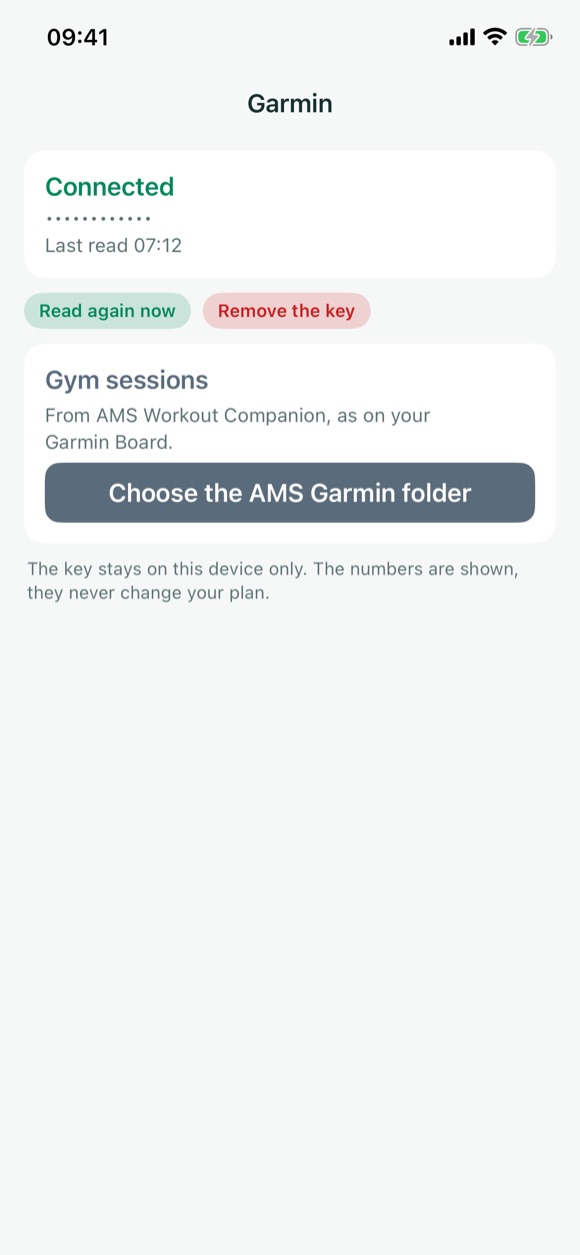 09:41
Garmin
Connected
............
Last read 07:12
Read again now
Remove the key
Gym sessions
From AMS Workout Companion, as on your
Garmin Board.
Choose the AMS Garmin folder
The key stays on this device only. The numbers are shown,
they never change your plan.